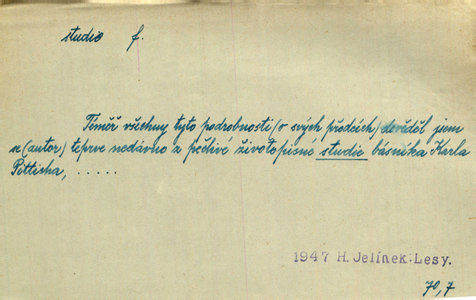 studie f.
Téměř všechny tyto podrobnosti (o svých předcích) dověděl jsem
se (autor) teprve nedávno z pečlivé životopisné studie básníka Karla
Pitticha, .....
1947 H. Jelínek: Lesy.
70,7